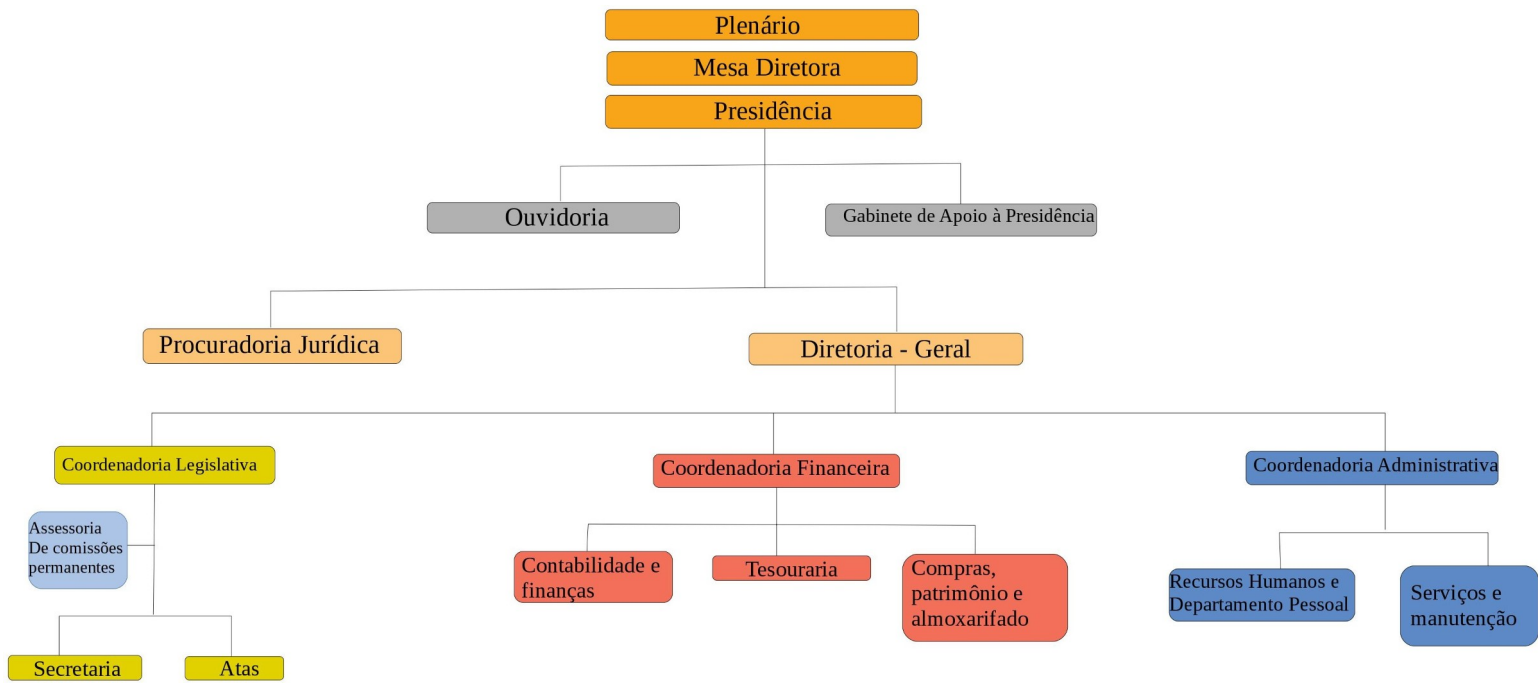 Plenário
Mesa Diretora
Presidência
Ouvidoria
Gabinete de Apoio à Presidência
Procuradoria Jurídica
Diretoria - Geral
Coordenadoria Legislativa
Coordenadoria Financeira
Coordenadoria Administrativa
Assessoria
De comissões
permanentes
Contabilidade e
finanças
Tesouraria
Compras,
patrimônio e
almoxarifado
Recursos Humanos e
Departamento Pessoal
Serviços e
manutenção
Secretaria
Atas